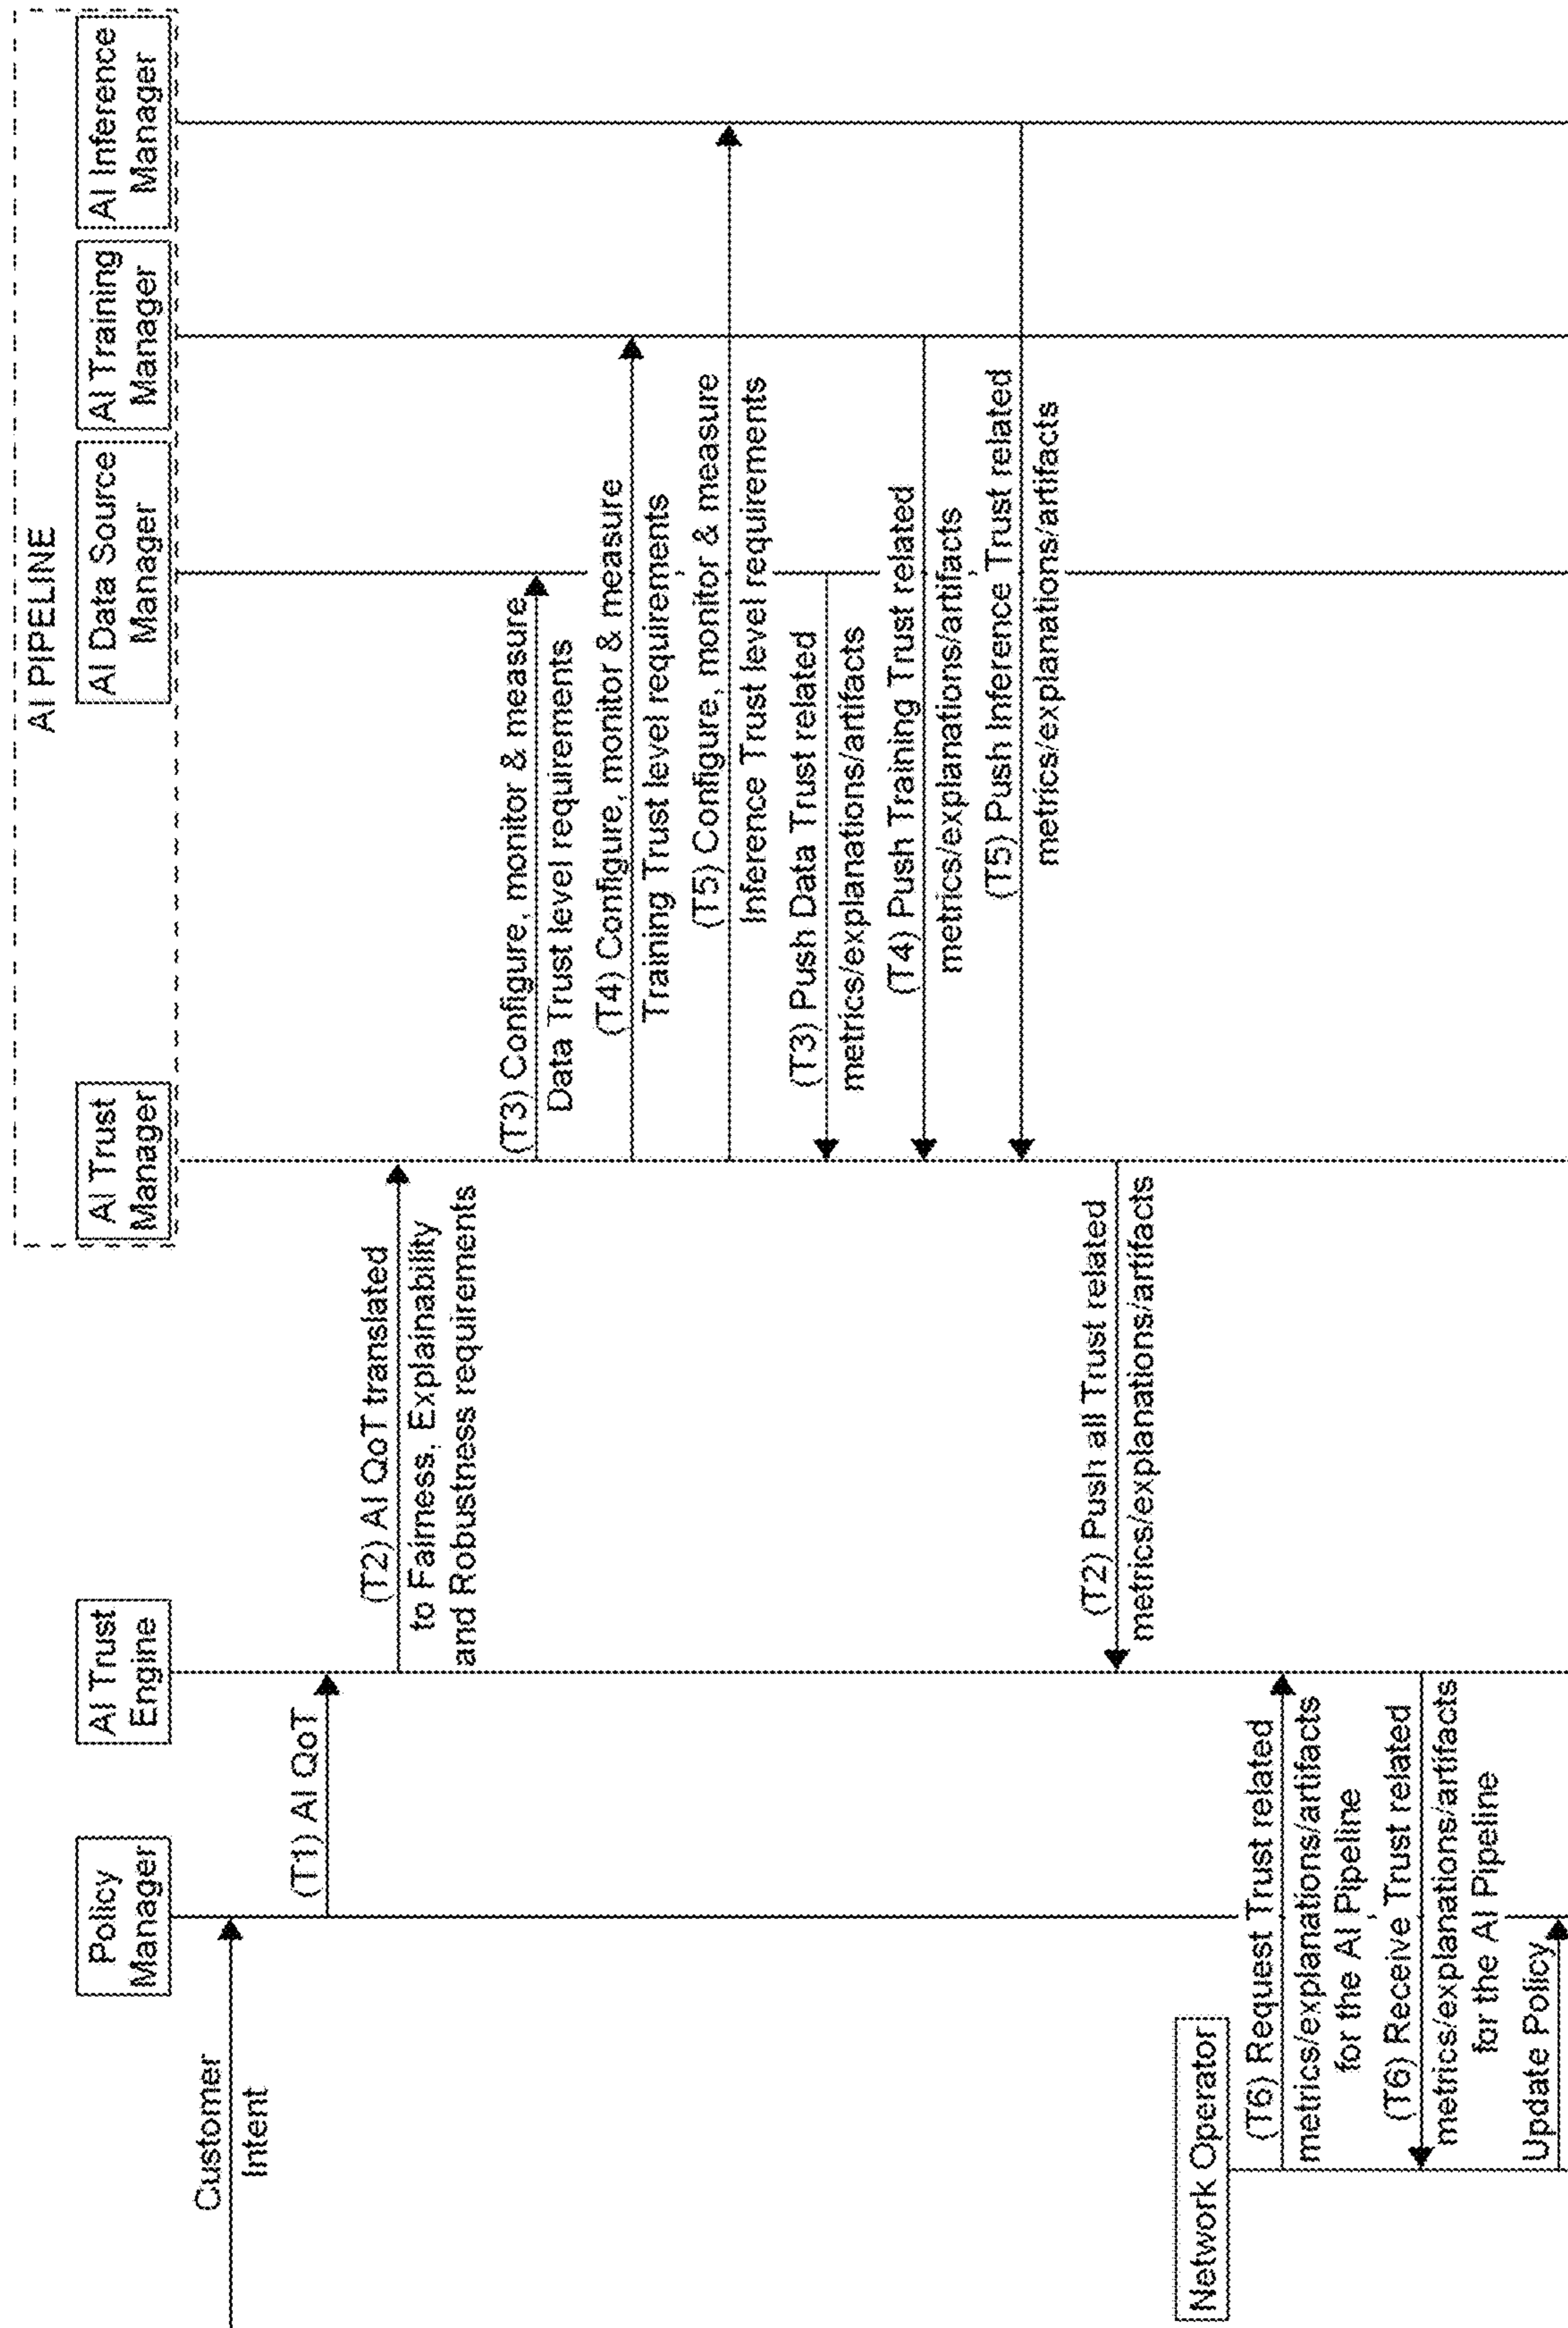 AI PIPELINE
Policy
Manager
AI Trust
Engine
AI Trust
Manager
AI Data Source
Manager
AI Training
Manager
AI Inference
Manager
Customer
Intent
(T1) AI QoT
(T2) AI QoT translated
to Fairness, Explainability
and Robustness requirements
(T3) Configure, monitor & measure
Data Trust level requirements
(T4) Configure, monitor & measure
Training Trust level requirements
(T5) Configure, monitor & measure
Inference Trust level requirements
(T3) Push Data Trust related
metrics/explanations/artifacts
(T4) Push Training Trust related
metrics/explanations/artifacts
(T5) Push Inference Trust related
metrics/explanations/artifacts
(T2) Push all Trust related
metrics/explanations/artifacts
Network Operator
(T6) Request Trust related
metrics/explanations/artifacts
for the AI Pipeline
(T6) Receive Trust related
metrics/explanations/artifacts
for the AI Pipeline
Update Policy